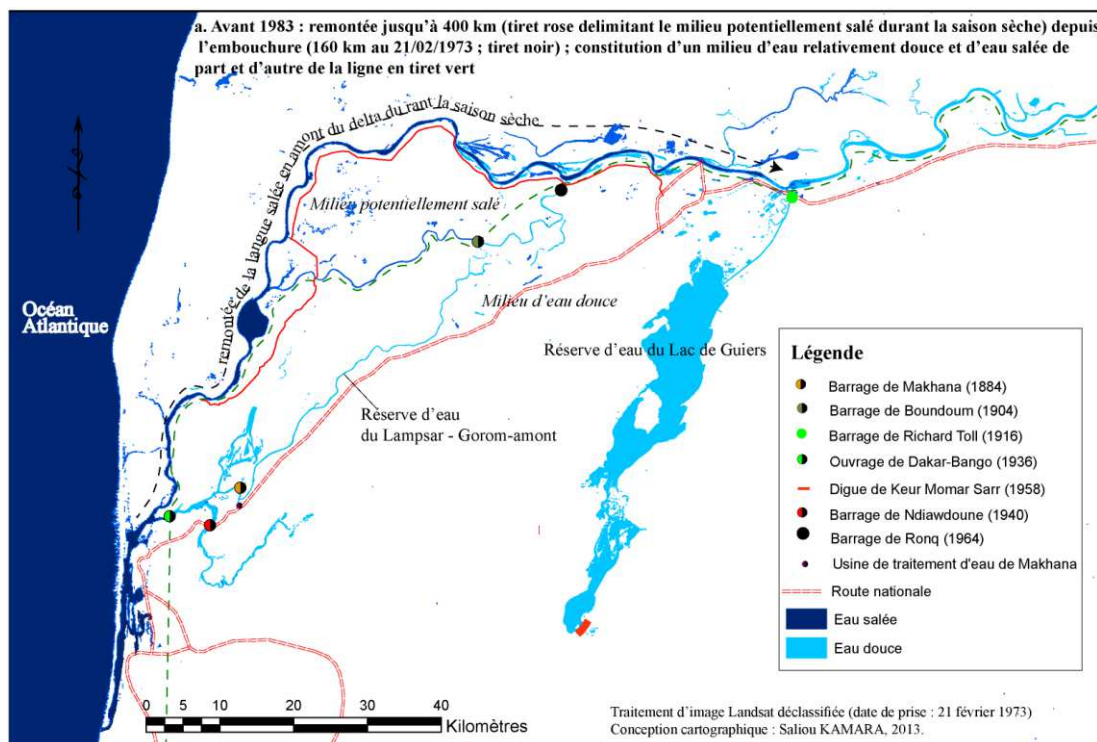 a. Avant 1983 : remontée jusqu'à 400 km (tiret rose delimitant le milieu potentiellement salé durant la saison sèche) depuis
l'embouchure (160 km au 21/02/1973 ; tiret noir) ; constitution d'un milieu d'eau relativement douce et d'eau salée de
part et d'autre de la ligne en tiret vert
remontée de la langue salée en amont du delta du rant la saison sèche
Milieu potentiellement salé
Milieu d'eau douce
Océan
Atlantique
Réserve d'eau du Lac de Guiers
Réserve d'eau
du Lampsar - Gorom-amont
Légende
Barrage de Makhana (1884)
Barrage de Boundoum (1904)
Barrage de Richard Toll (1916)
Ouvrage de Dakar-Bango (1936)
Digue de Keur Momar Sarr (1958)
Barrage de Ndiawdoune (1940)
Barrage de Ronq (1964)
Usine de traitement d'eau de Makhana
Route nationale
Eau salée
Eau douce
0 5 10 20 30 40
Kilomètres
Traitement d'image Landsat déclassifiée (date de prise : 21 février 1973)
Conception cartographique : Saliou KAMARA, 2013.